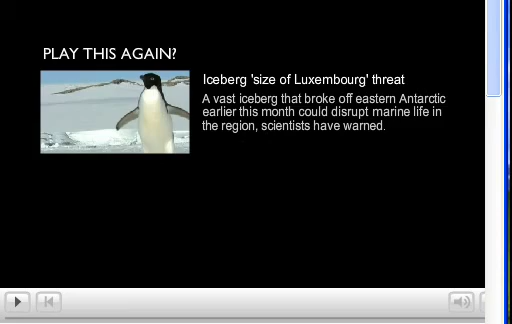 PLAY THIS AGAIN?
Iceberg 'size of Luxembourg' threat
A vast iceberg that broke off eastern Antarctic
earlier this month could disrupt marine life in
the region, scientists have warned.